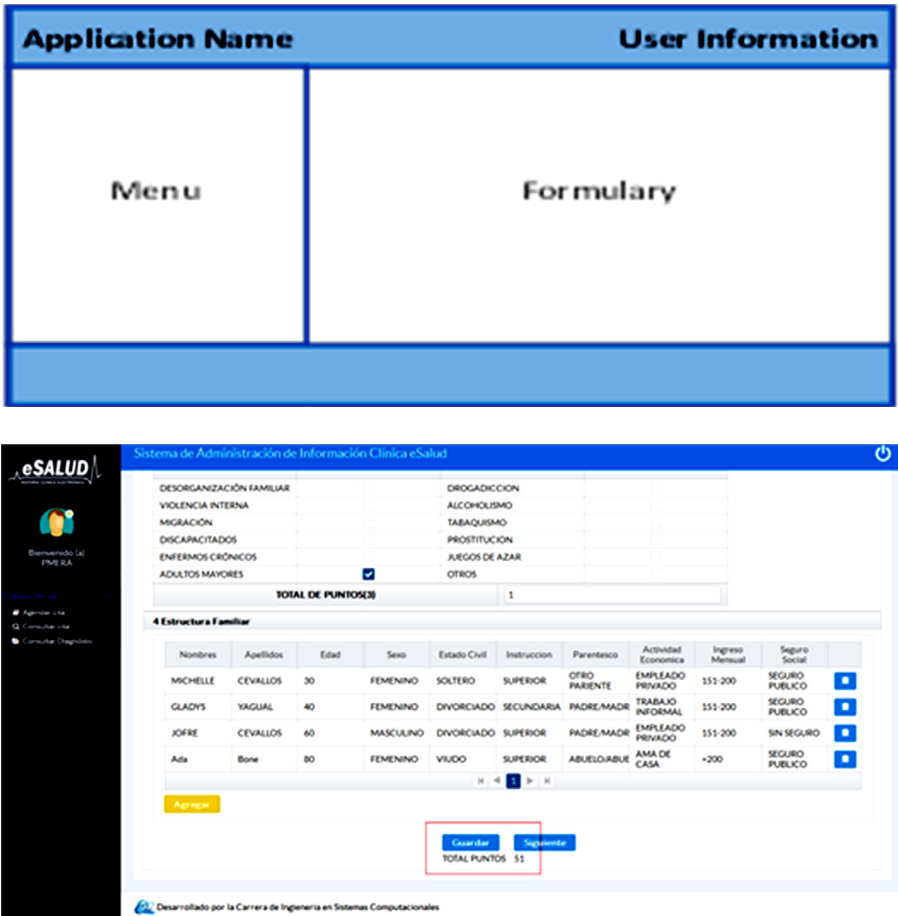 Application Name
User Information
Menu
Formulary
eSALUD
Sistema de Administración de Información Clínica eSalud
Bienvenido (a)
PMERA
Consultar Diagnóstico
DESORGANIZACIÓN FAMILIAR DROGADICCION
VIOLENCIA INTERNA ALCOHOLISMO
MIGRACIÓN TABAQUISMO
DISCAPACITADOS PROSTITUCION
ENFERMOS CRÓNICOS JUEGOS DE AZAR
ADULTOS MAYORES OTROS
TOTAL DE PUNTOS(3) 1
4 Estructura Familiar
Nombres Apellidos Edad Sexo Estado Civil Instruccion Parentesco Actividad Economica Ingreso Mensual Seguro Social
MICHELLE CEVALLOS 30 FEMENINO SOLTERO SUPERIOR OTRO PARIENTE EMPLEADO PRIVADO 151-200 SEGURO PUBLICO
GLADYS YAGUAL 40 FEMENINO DIVORCIADO SECUNDARIA PADRE/MADR TRABAJO INFORMAL 151-200 SEGURO PUBLICO
JOFRE CEVALLOS 60 MASCULINO DIVORCIADO SUPERIOR PADRE/MADR EMPLEADO PRIVADO 151-200 SIN SEGURO
Ada Bone 80 FEMENINO VIUDO SUPERIOR ABUELO/ABUE AMA DE CASA +200 SEGURO PUBLICO
1
Agregar
Guardar Siguiente
TOTAL PUNTOS 51
Desarrollado por la Carrera de Ingieneria en Sistemas Computacionales